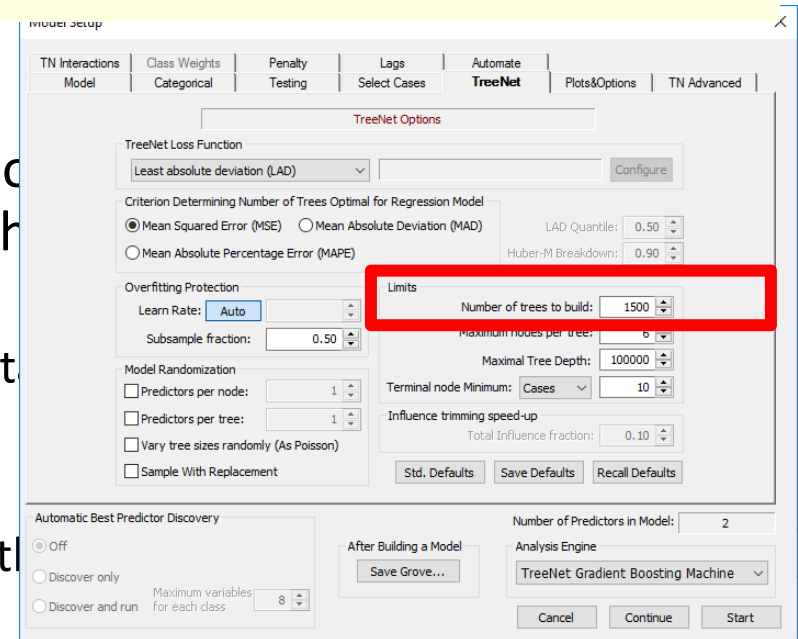 Model Setup
TN Interactions Class Weights Penalty Lags Automate
Model Categorical Testing Select Cases TreeNet Plots&Options TN Advanced
TreeNet Options
TreeNet Loss Function
Least absolute deviation (LAD) Configure
Criterion Determining Number of Trees Optimal for Regression Model
Mean Squared Error (MSE) Mean Absolute Deviation (MAD) LAD Quantile: 0.50
Mean Absolute Percentage Error (MAPE) Huber-M Breakdown: 0.90
Overfitting Protection Limits
Learn Rate: Auto Number of trees to build: 1500
Subsample fraction: 0.50 Maximum nodes per tree: 6
Maximal Tree Depth: 100000
Model Randomization
Predictors per node: 1 Terminal node Minimum: Cases 10
Predictors per tree: 1 Influence trimming speed-up
Total Influence fraction: 0.10
Vary tree sizes randomly (As Poisson)
Sample With Replacement Std. Defaults Save Defaults Recall Defaults
Automatic Best Predictor Discovery Number of Predictors in Model: 2
Off After Building a Model Analysis Engine
Discover only Save Grove... TreeNet Gradient Boosting Machine
Maximum variables
Discover and run for each class 8
Cancel Continue Start